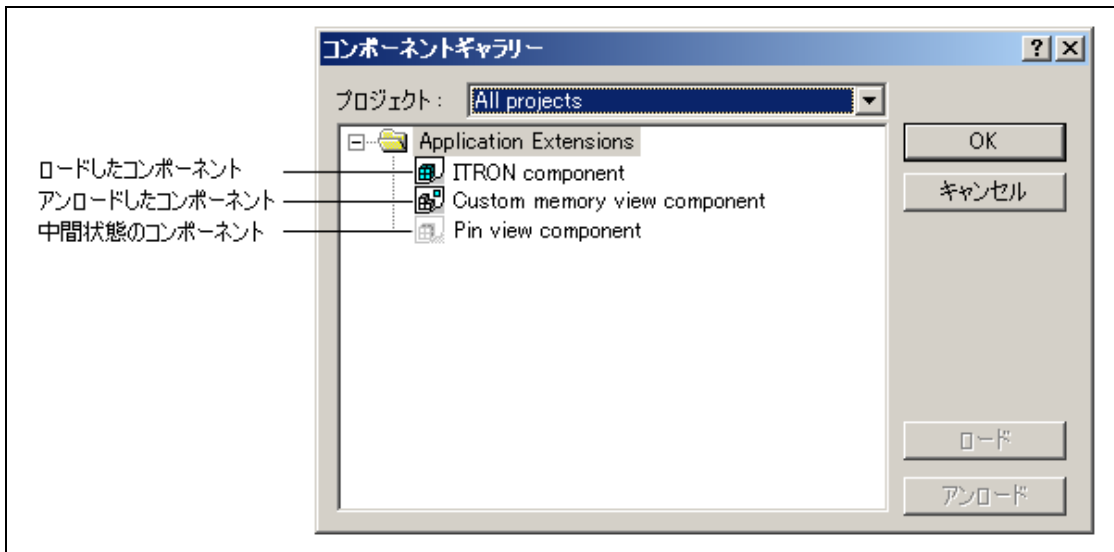 コンポーネントギャラリー
プロジェクト： All projects
Application Extensions
OK
ロードしたコンポーネント
ITRON component
キャンセル
アンロードしたコンポーネント
Custom memory view component
中間状態のコンポーネント
Pin view component
ロード
アンロード